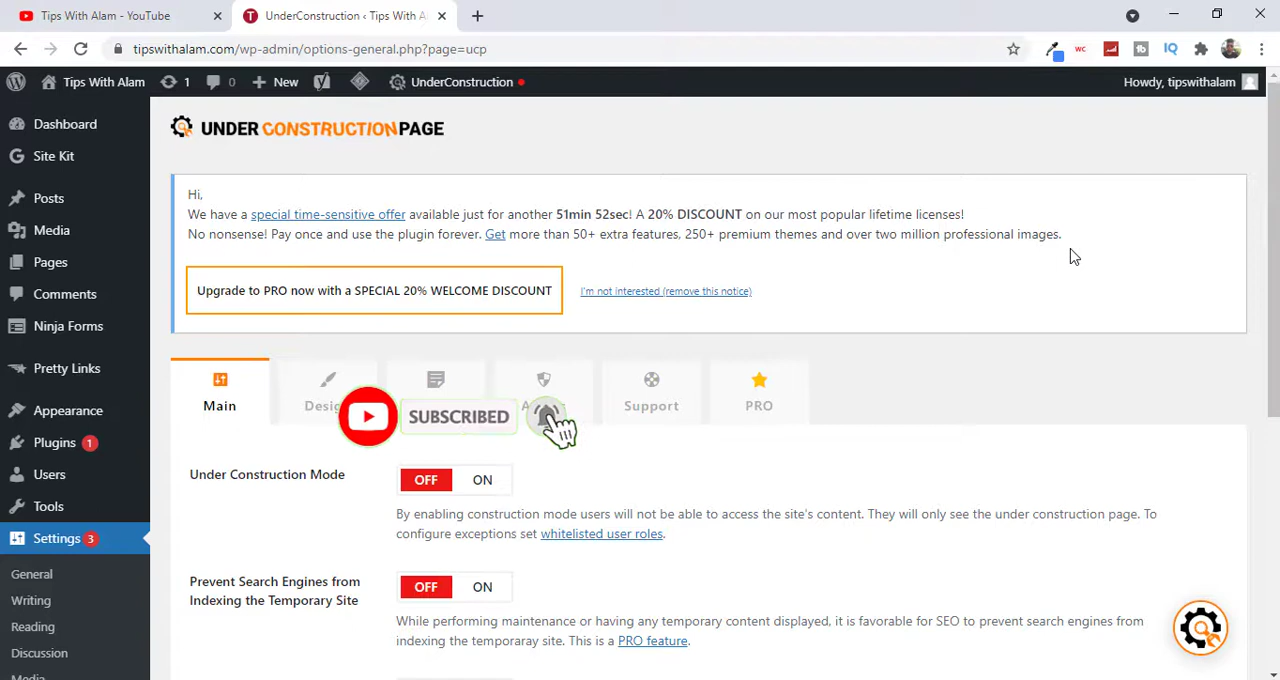 Tips With Alam - YouTube
UnderConstruction ‹ Tips With A
tipswithalam.com/wp-admin/options-general.php?page=ucp
WC
IQ
Tips With Alam
1
0
New
UnderConstruction
Howdy, tipswithalam
Dashboard
Site Kit
Posts
Media
Pages
Comments
Ninja Forms
Pretty Links
Appearance
Plugins 1
Users
Tools
Settings 3
General
Writing
Reading
Discussion
Media
UNDER CONSTRUCTION PAGE
Hi,
We have a special time-sensitive offer available just for another 51min 52sec! A 20% DISCOUNT on our most popular lifetime licenses!
No nonsense! Pay once and use the plugin forever. Get more than 50+ extra features, 250+ premium themes and over two million professional images.
Upgrade to PRO now with a SPECIAL 20% WELCOME DISCOUNT
I'm not interested (remove this notice)
Main
Support
PRO
SUBSCRIBED
Under Construction Mode
OFF ON
By enabling construction mode users will not be able to access the site's content. They will only see the under construction page. To
configure exceptions set whitelisted user roles.
Prevent Search Engines from
Indexing the Temporary Site
OFF ON
While performing maintenance or having any temporary content displayed, it is favorable for SEO to prevent search engines from
indexing the temporaray site. This is a PRO feature.